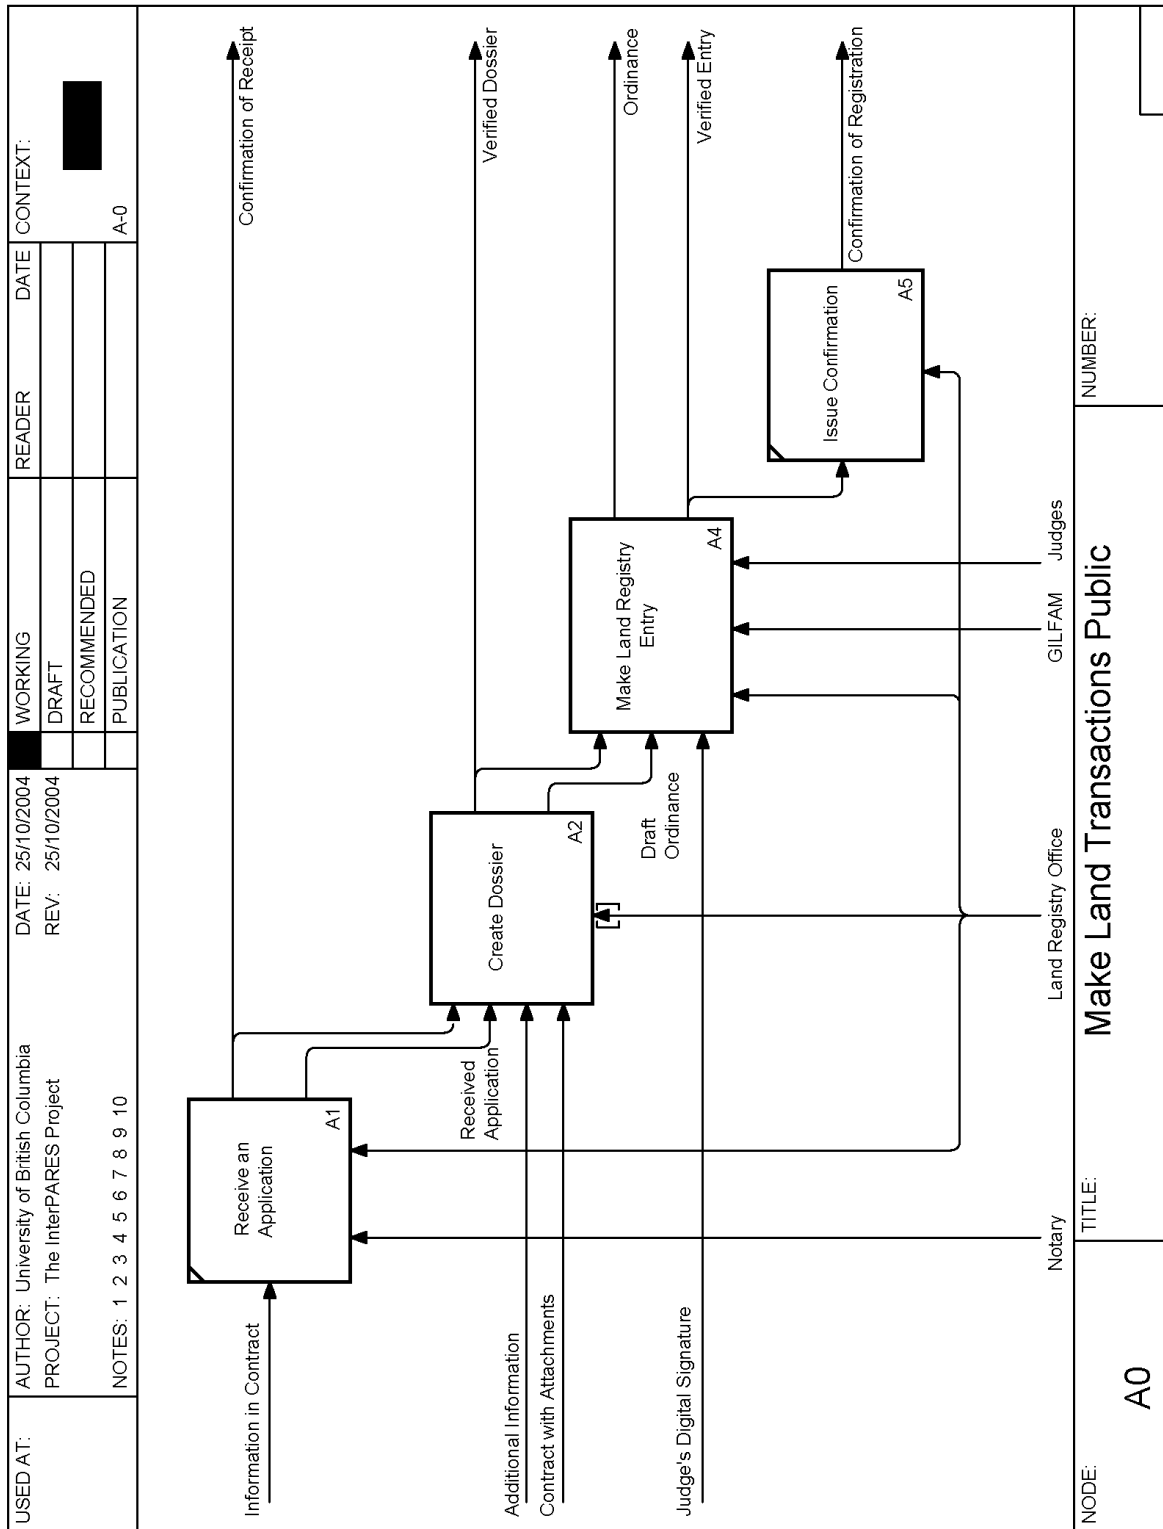 USED AT:
AUTHOR: University of British Columbia
PROJECT: The InterPARES Project
NOTES: 1 2 3 4 5 6 7 8 9 10
DATE: 25/10/2004
REV: 25/10/2004
WORKING
DRAFT
RECOMMENDED
PUBLICATION
READER
DATE
CONTEXT:
A-0
Information in Contract
Receive an
Application
A1
Confirmation of Receipt
Received
Application
Additional Information
Contract with Attachments
Create Dossier
A2
Verified Dossier
Draft
Ordinance
Judge's Digital Signature
Make Land Registry
Entry
A4
Ordinance
Verified Entry
Issue Confirmation
A5
Confirmation of Registration
Notary
Land Registry Office
GILFAM
Judges
NODE:
A0
TITLE:
Make Land Transactions Public
NUMBER: